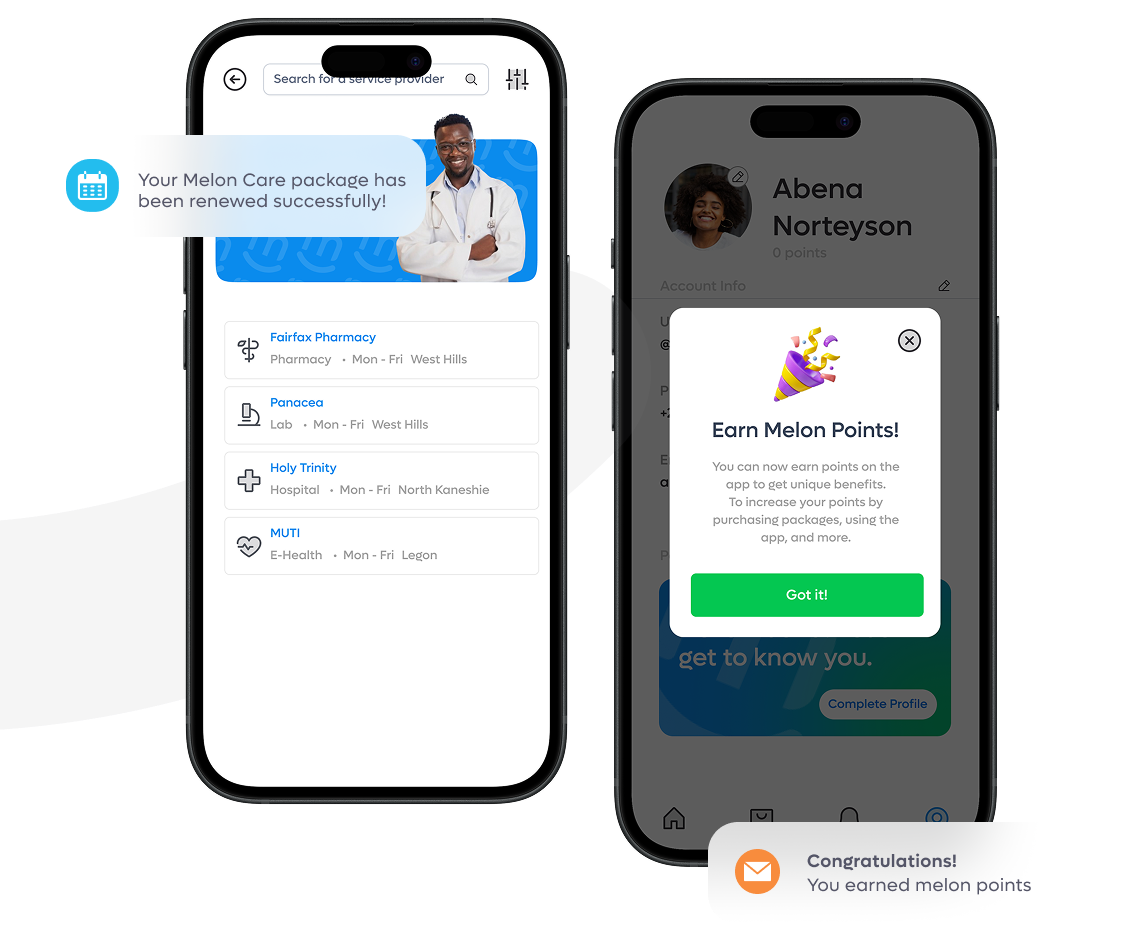 Search for a service provider
Your Melon Care package has
been renewed successfully!
Fairfax Pharmacy
Pharmacy • Mon - Fri West Hills
Panacea
Lab • Mon - Fri West Hills
Holy Trinity
Hospital • Mon - Fri North Kaneshie
MUTI
E-Health • Mon - Fri Legon
Abena
Norteyson
0 points
Account Info
Earn Melon Points!
You can now earn points on the
app to get unique benefits.
To increase your points by
purchasing packages, using the
app, and more.
Got it!
get to know you.
Complete Profile
Congratulations!
You earned melon points